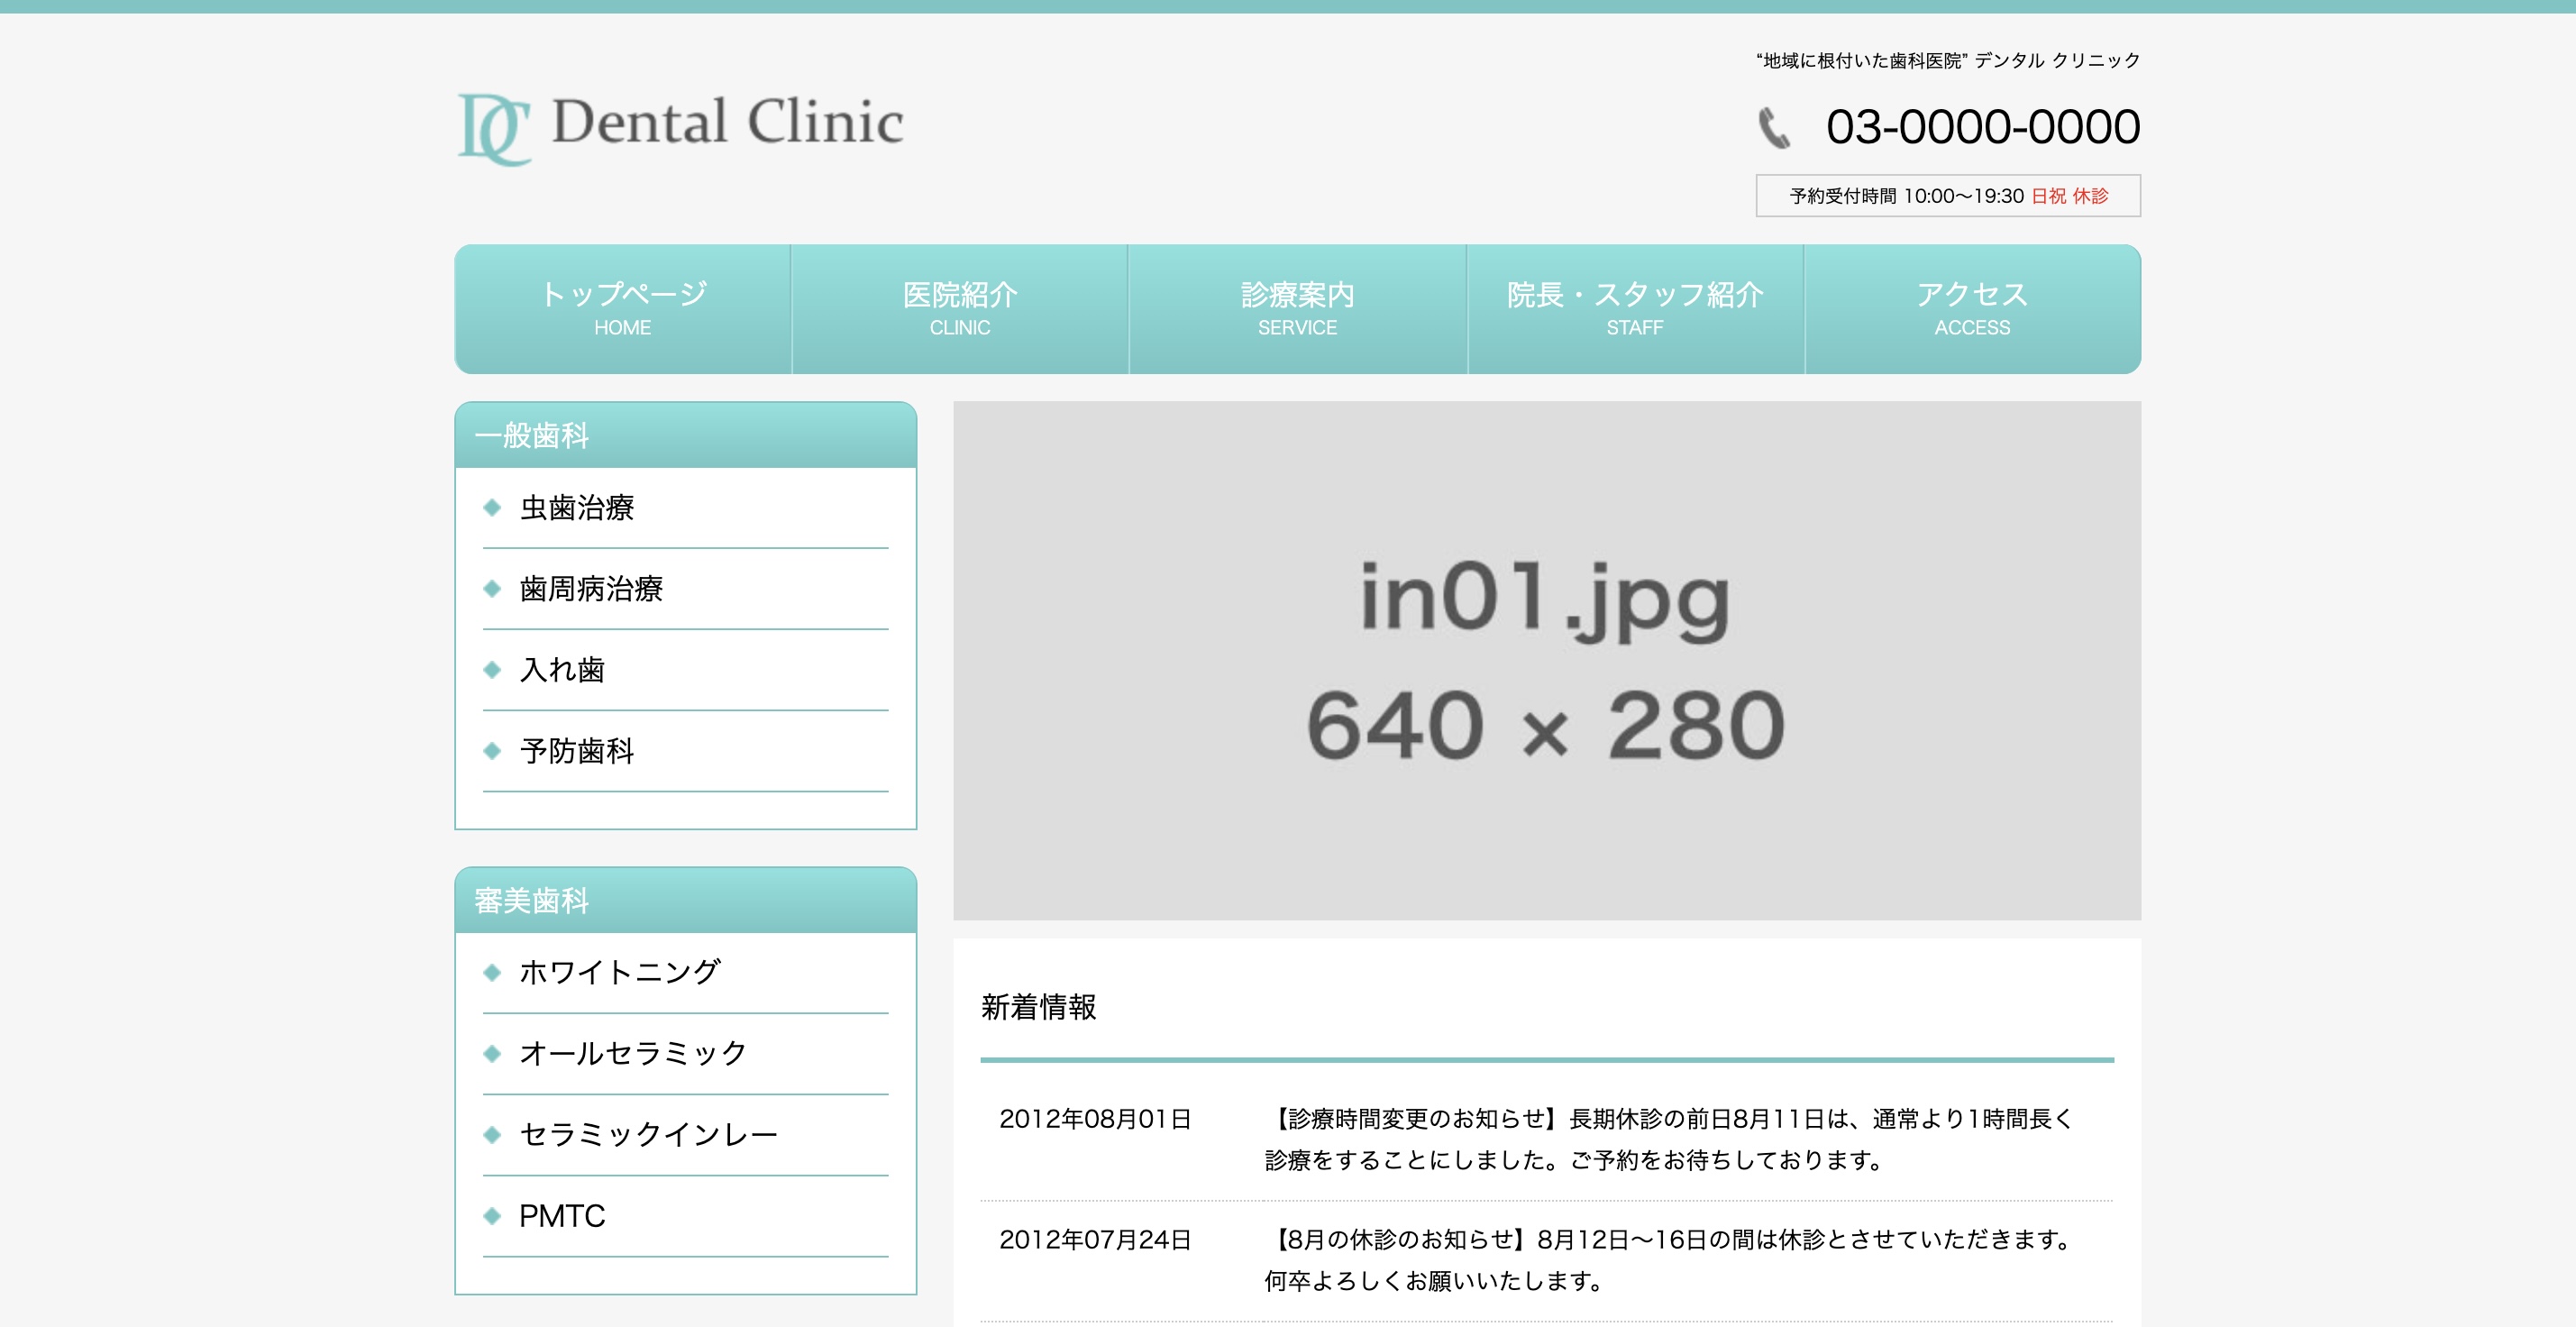 DC Dental Clinic
“地域に根付いた歯科医院” デンタル クリニック
03-0000-0000
予約受付時間 10:00〜19:30 日祝 休診
トップページ
HOME
医院紹介
CLINIC
診療案内
SERVICE
院長・スタッフ紹介
STAFF
アクセス
ACCESS
一般歯科
虫歯治療
歯周病治療
入れ歯
予防歯科
審美歯科
ホワイトニング
オールセラミック
セラミックインレー
PMTC
in01.jpg
640 × 280
新着情報
2012年08月01日
【診療時間変更のお知らせ】長期休診の前日8月11日は、通常より1時間長く
診療をすることにしました。ご予約をお待ちしております。
2012年07月24日
【8月の休診のお知らせ】8月12日〜16日の間は休診とさせていただきます。
何卒よろしくお願いいたします。